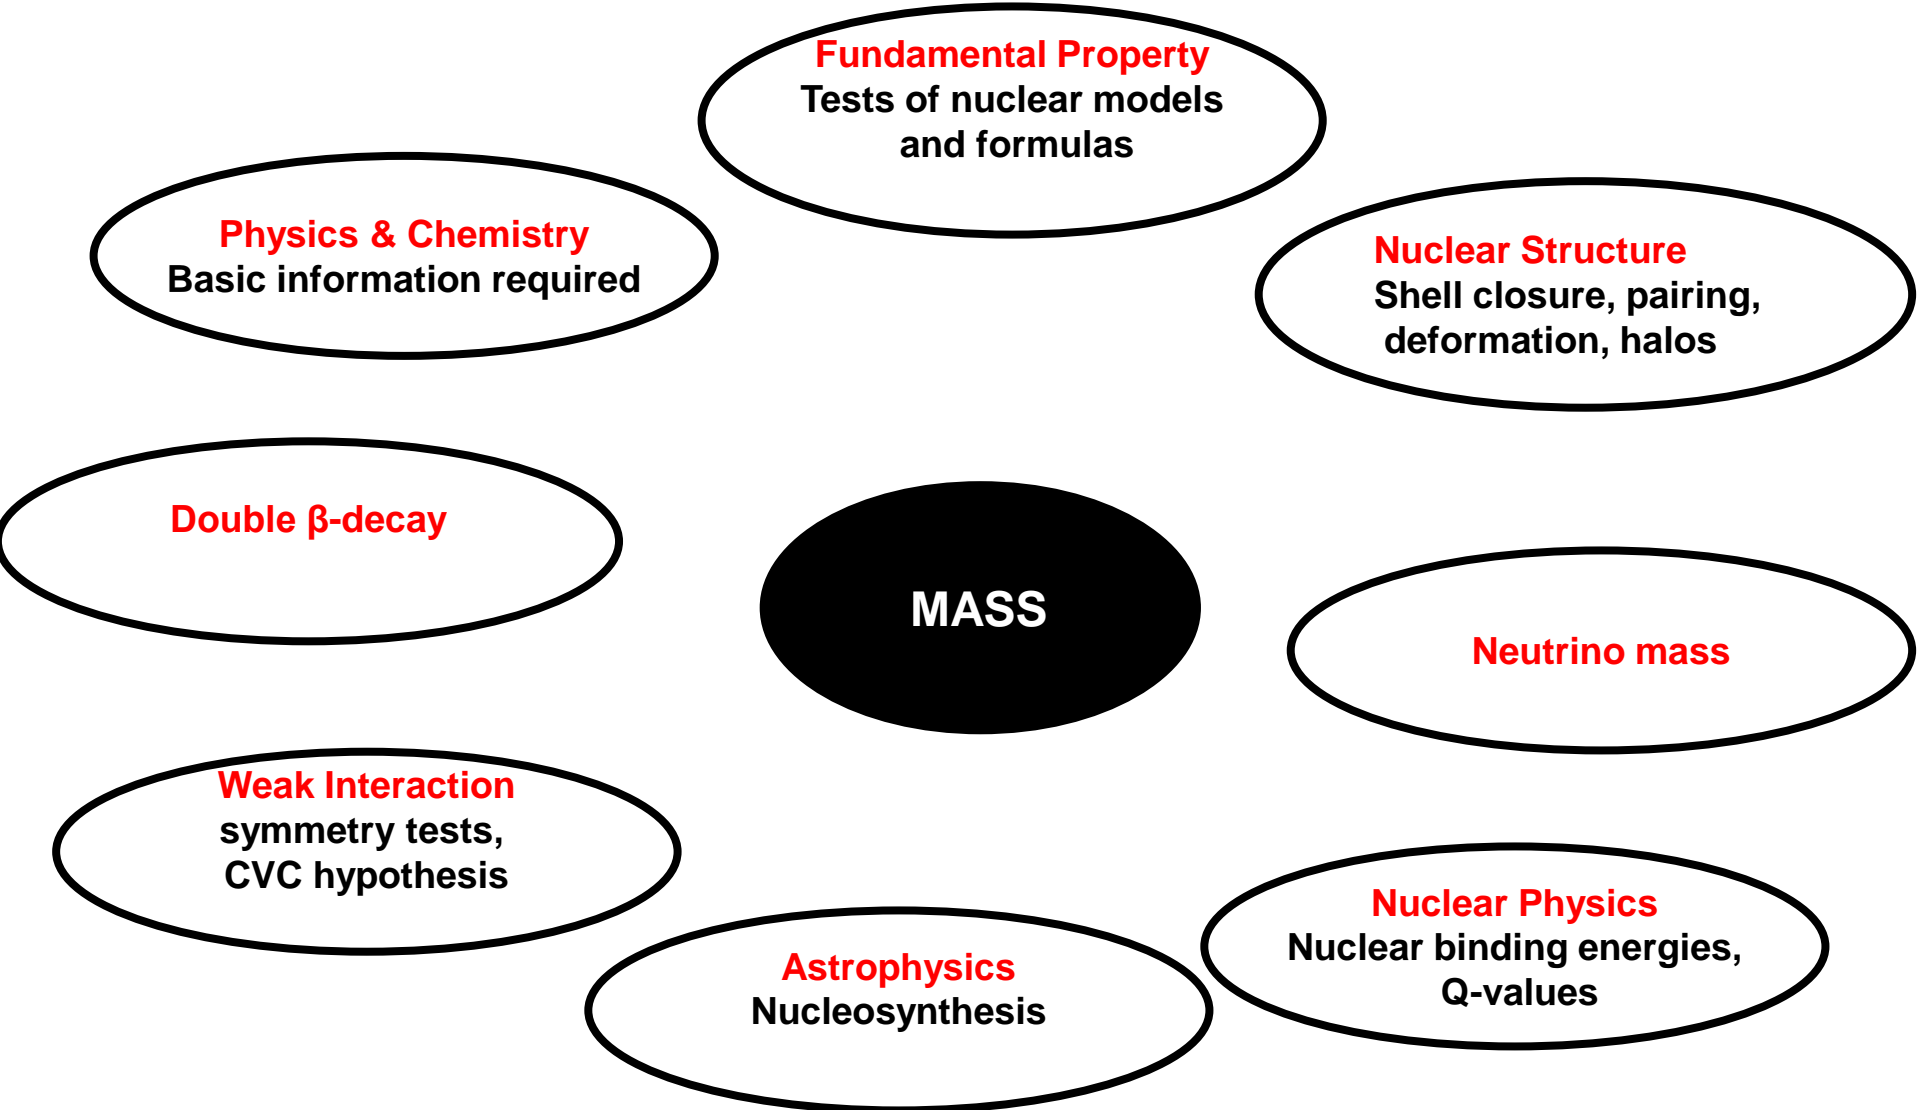 Fundamental Property
Tests of nuclear models
and formulas
Physics & Chemistry
Basic information required
Nuclear Structure
Shell closure, pairing,
deformation, halos
Double β-decay
MASS
Neutrino mass
Weak Interaction
symmetry tests,
CVC hypothesis
Nuclear Physics
Nuclear binding energies,
Q-values
Astrophysics
Nucleosynthesis